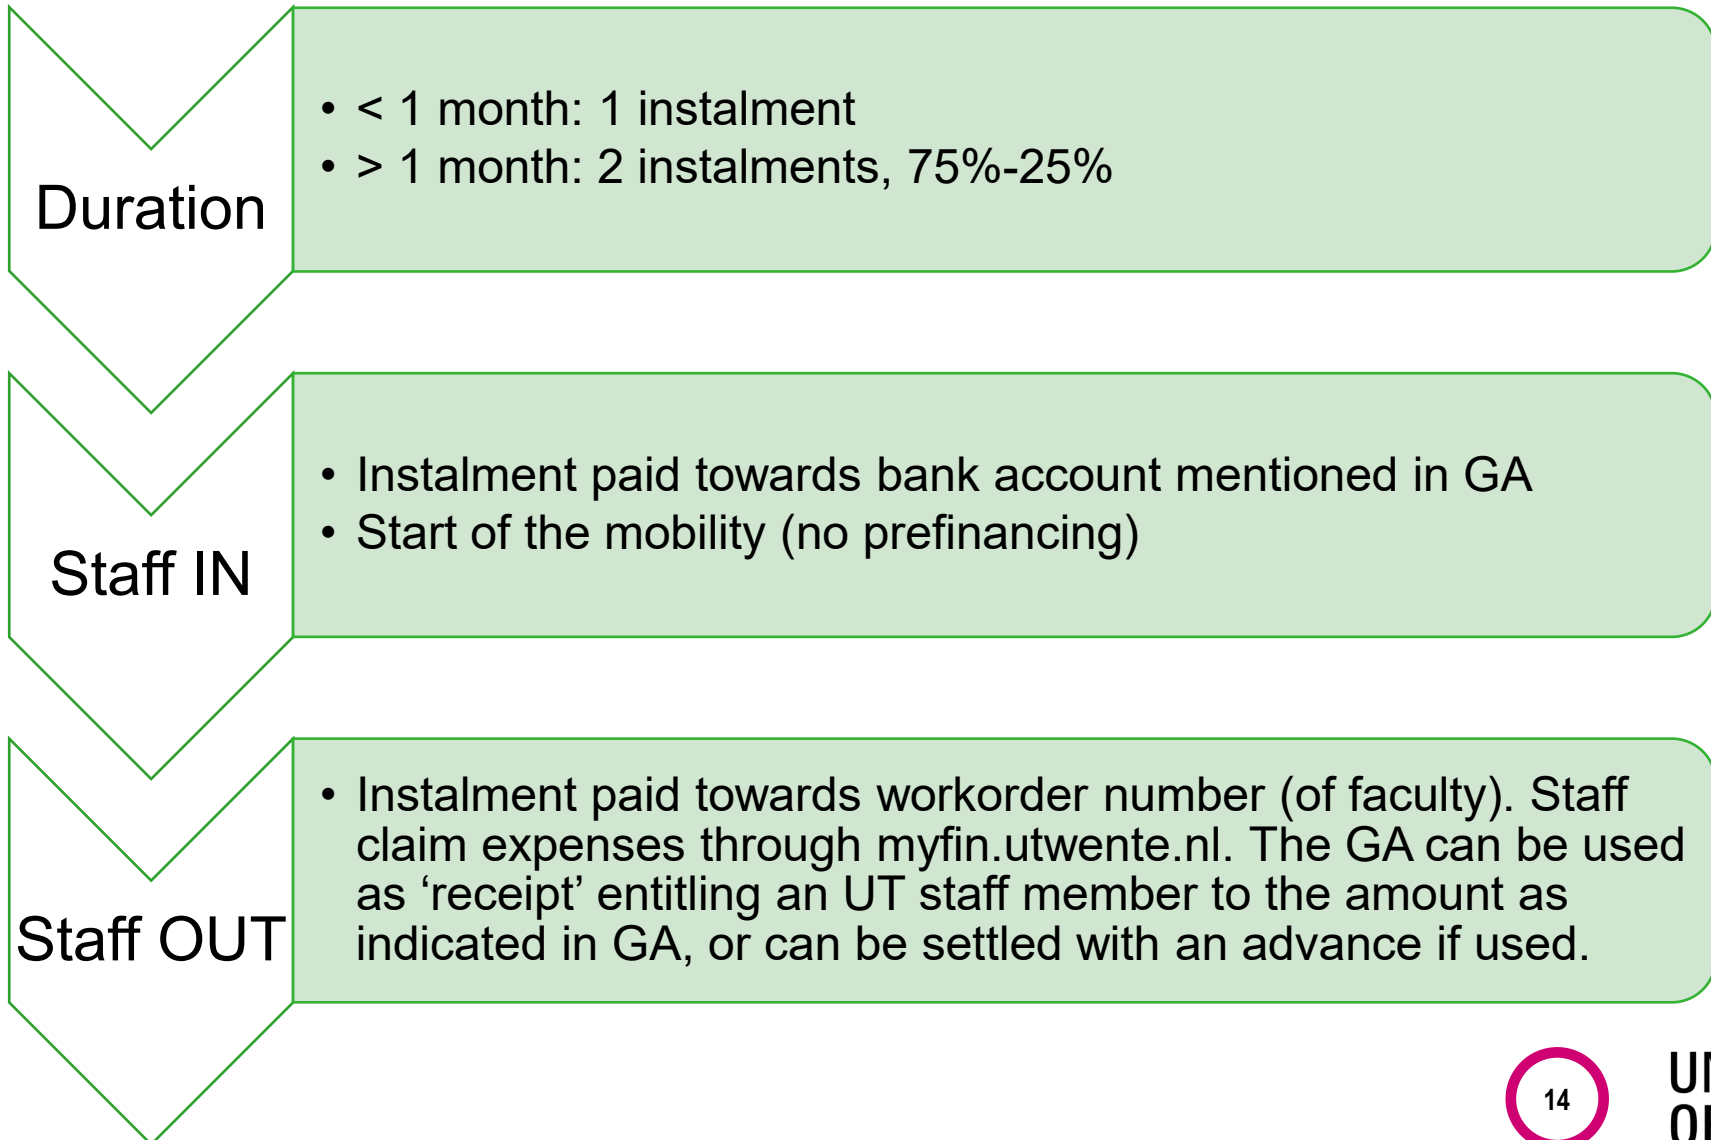 Duration
• < 1 month: 1 instalment
• > 1 month: 2 instalments, 75%-25%
Staff IN
• Instalment paid towards bank account mentioned in GA
• Start of the mobility (no prefinancing)
Staff OUT
• Instalment paid towards workorder number (of faculty). Staff
claim expenses through myfin.utwente.nl. The GA can be used
as ‘receipt’ entitling an UT staff member to the amount as
indicated in GA, or can be settled with an advance if used.
14